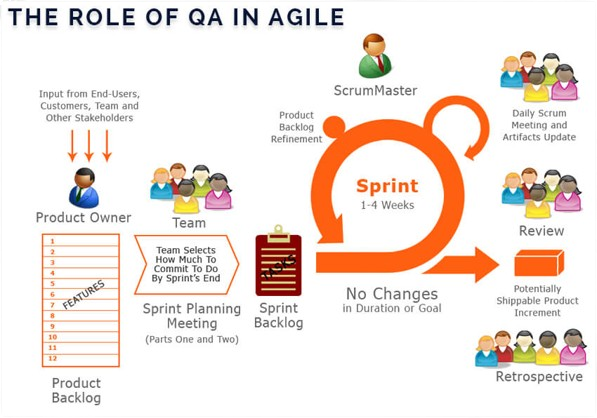 THE ROLE OF QA IN AGILE
Input from End-Users,
Customers, Team and
Other Stakeholders
Product Owner
1
2
3
4
5
6
7
8
9
10
11
12
FEATURES
Product
Backlog
Team
Team Selects
How Much To
Commit To Do
By Sprint's End
Sprint Planning
Meeting
(Parts One and Two)
TASKS
Sprint
Backlog
ScrumMaster
Product
Backlog
Refinement
Sprint
1-4 Weeks
No Changes
in Duration or Goal
Daily Scrum
Meeting and
Artifacts Update
Review
Potentially
Shippable Product
Increment
Retrospective